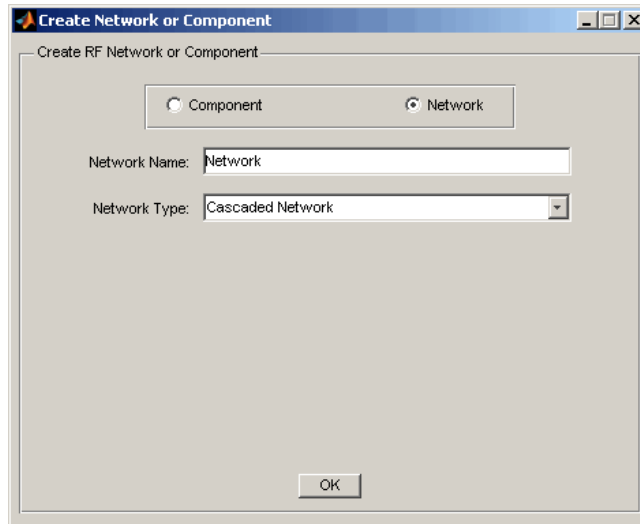 Create Network or Component
Create RF Network or Component
Component Network
Network Name: Network
Network Type: Cascaded Network
OK